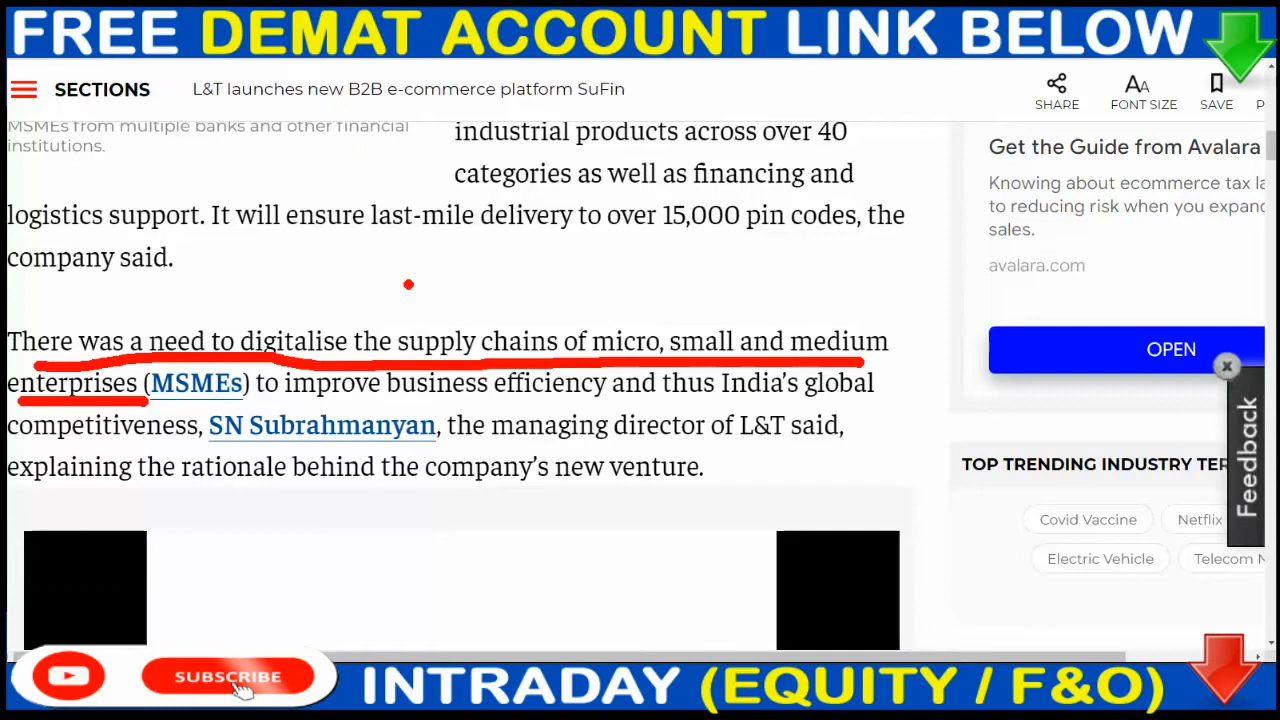 FREE DEMAT ACCOUNT LINK BELOW
SECTIONS
L&T launches new B2B e-commerce platform SuFin
SHARE
FONT SIZE
SAVE
MSMEs from multiple banks and other financial
institutions.
industrial products across over 40
categories as well as financing and
logistics support. It will ensure last-mile delivery to over 15,000 pin codes, the
company said.
There was a need to digitalise the supply chains of micro, small and medium
enterprises (MSMEs) to improve business efficiency and thus India’s global
competitiveness, SN Subrahmanyan, the managing director of L&T said,
explaining the rationale behind the company’s new venture.
Get the Guide from Avalara
Knowing about ecommerce tax la
to reducing risk when you expand
sales.
avalara.com
OPEN
Feedback
TOP TRENDING INDUSTRY TER
Covid Vaccine
Netflix
Electric Vehicle
Telecom N
SUBSCRIBE
INTRADAY (EQUITY / F&O)